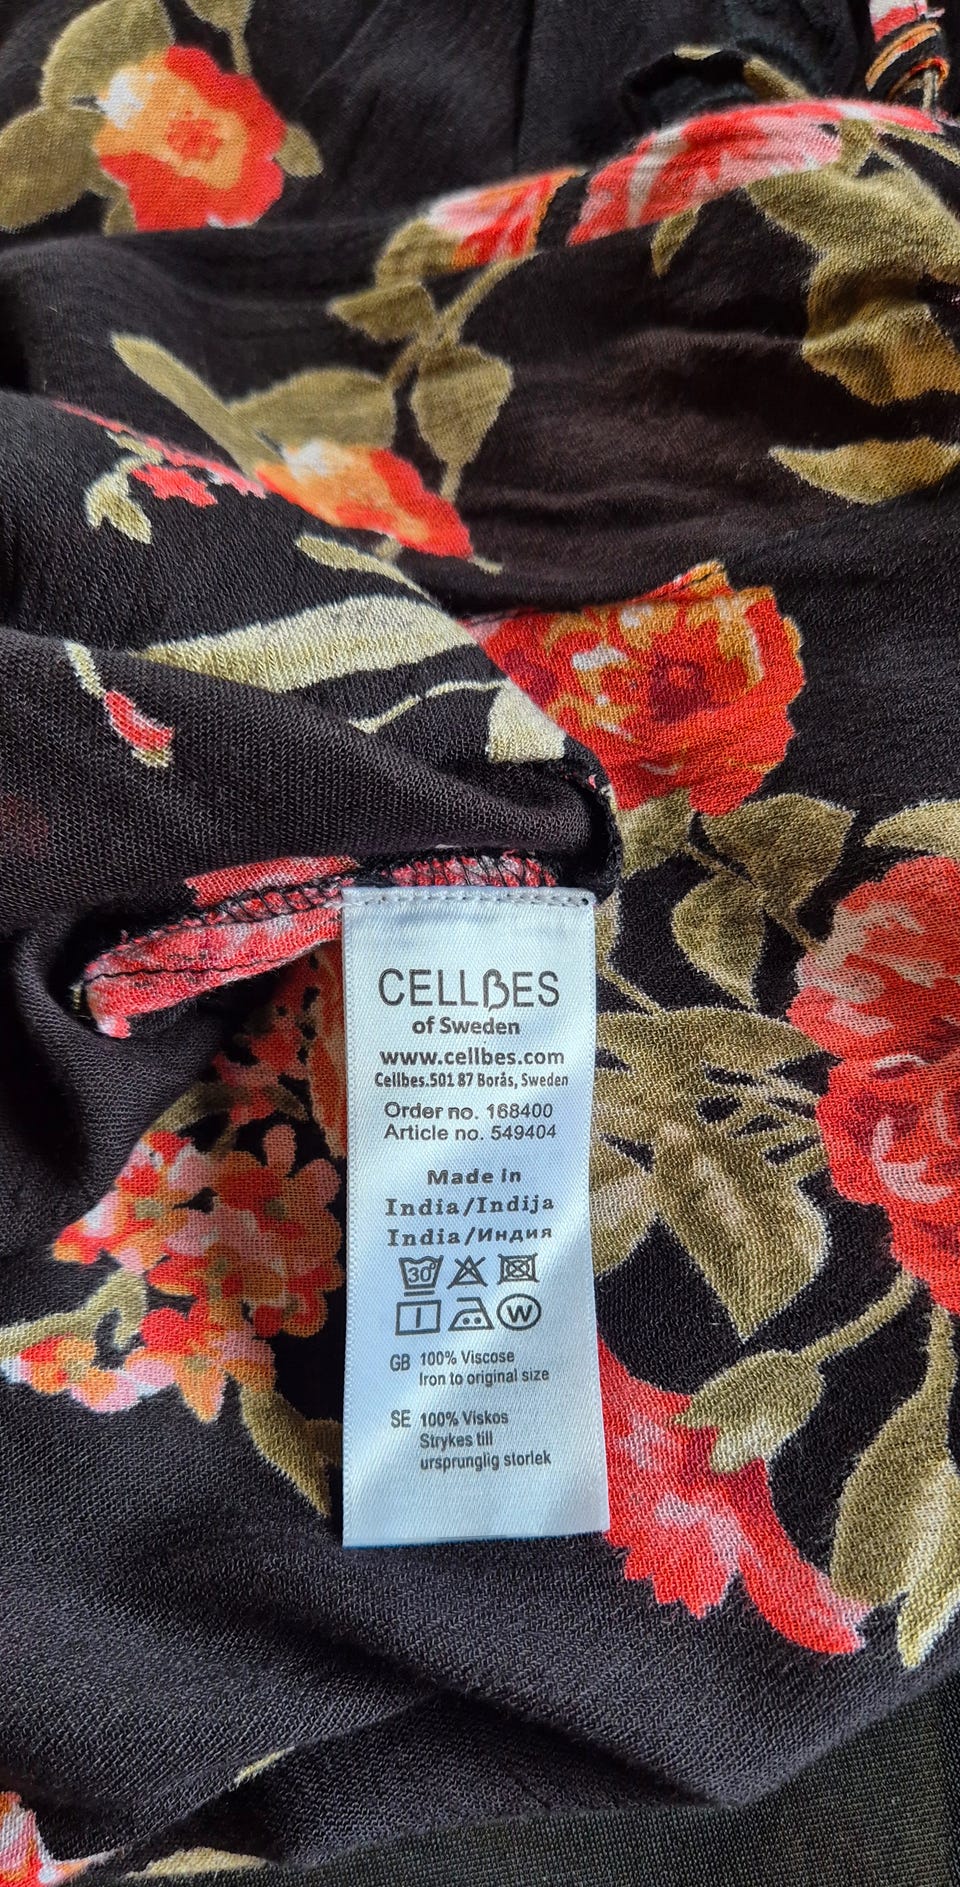 CELLBES
of Sweden
www.cellbes.com
Cellbes.501 87 Borås, Sweden
Order no. 168400
Article no. 549404
Made in
India/Indija
India/Индия
30°
W
GB 100% Viscose
Iron to original size
SE 100% Viskos
Strykes till
ursprunglig storlek